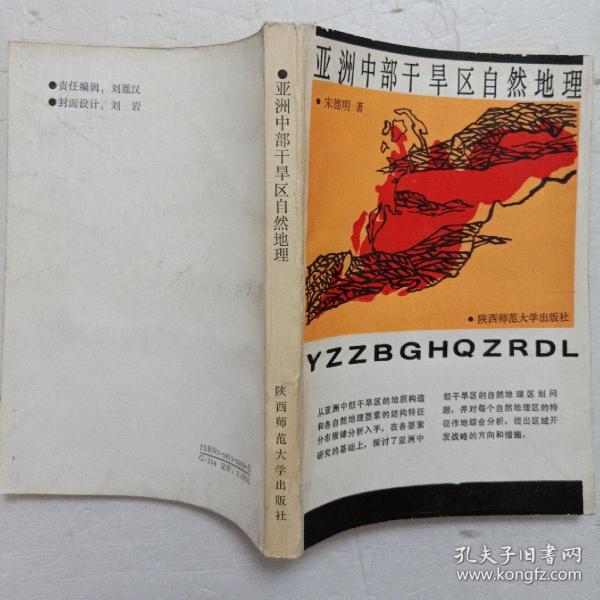 ●责任编辑：刘胤汉
●封面设计：刘 岩
●亚洲中部干旱区自然地理
陕西师范大学出版社
亚洲中部干旱区自然地理
●宋德明 著
●陕西师范大学出版社
YZZBGHQZRDL
从亚洲中部干旱区的地质构造
和各自然地理要素的结构特征
分布规律分析入手，在各要素
研究的基础上，探讨了亚洲中
部干旱区的自然地理区划问
题，并对每个自然地理区的特
征作地综合分析，提出区域开
发战略的方向和措施。
孔夫子旧书网
www.kongfz.com